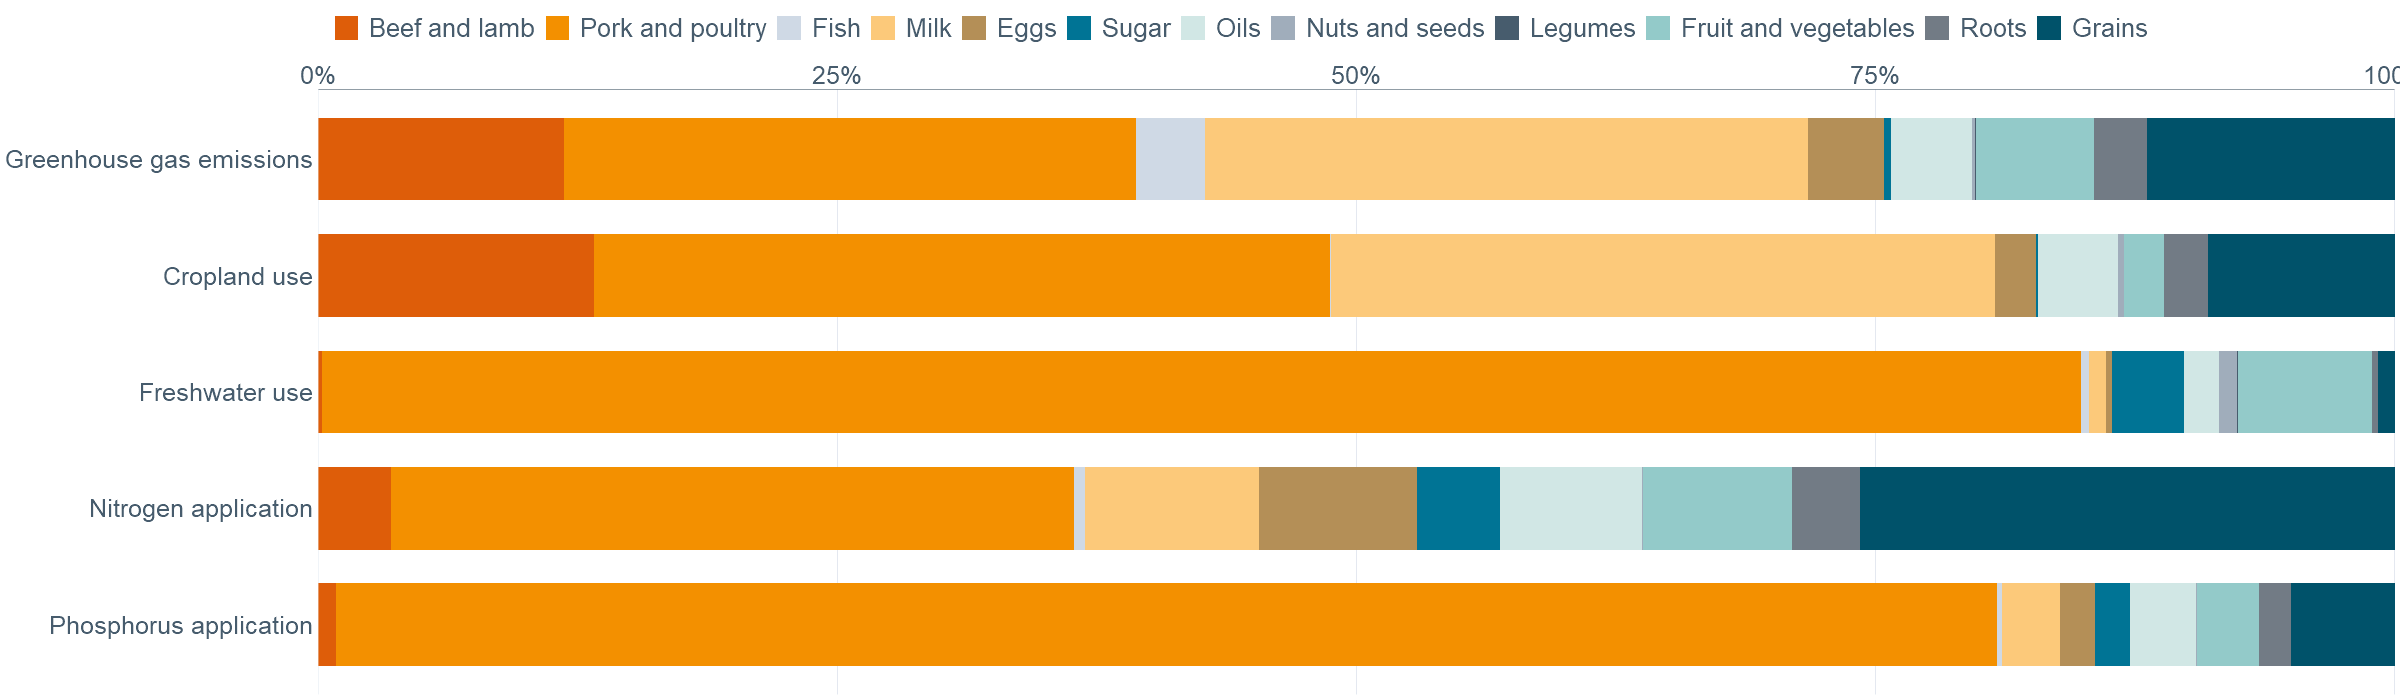 Beef and lamb Pork and poultry Fish Milk Eggs Sugar Oils Nuts and seeds Legumes Fruit and vegetables Roots Grains
0% 25% 50% 75% 100
Greenhouse gas emissions
Cropland use
Freshwater use
Nitrogen application
Phosphorus application